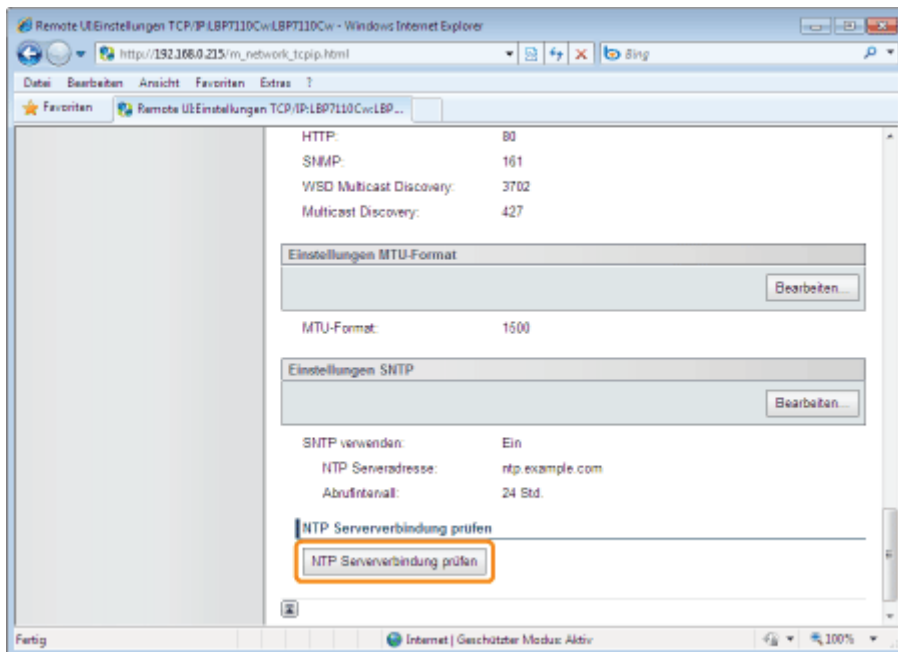 Remote UI:Einstellungen TCP/IP:LBP7110Cw:LBP7110Cw - Windows Internet Explorer
http://192.168.0.215/m_network_tcpip.html
Bing
Datei Bearbeiten Ansicht Favoriten Extras ?
Favoriten Remote UI:Einstellungen TCP/IP:LBP7110Cw:LBP...
HTTP: 80
SNMP: 161
WSD Multicast Discovery: 3702
Multicast Discovery: 427
Einstellungen MTU-Format
Bearbeiten...
MTU-Format: 1500
Einstellungen SNTP
Bearbeiten...
SNTP verwenden: Ein
NTP Serveradresse: ntp.example.com
Abrufintervall: 24 Std.
NTP Serververbindung prüfen
NTP Serververbindung prüfen
Fertig Internet | Geschützter Modus: Aktiv 100%